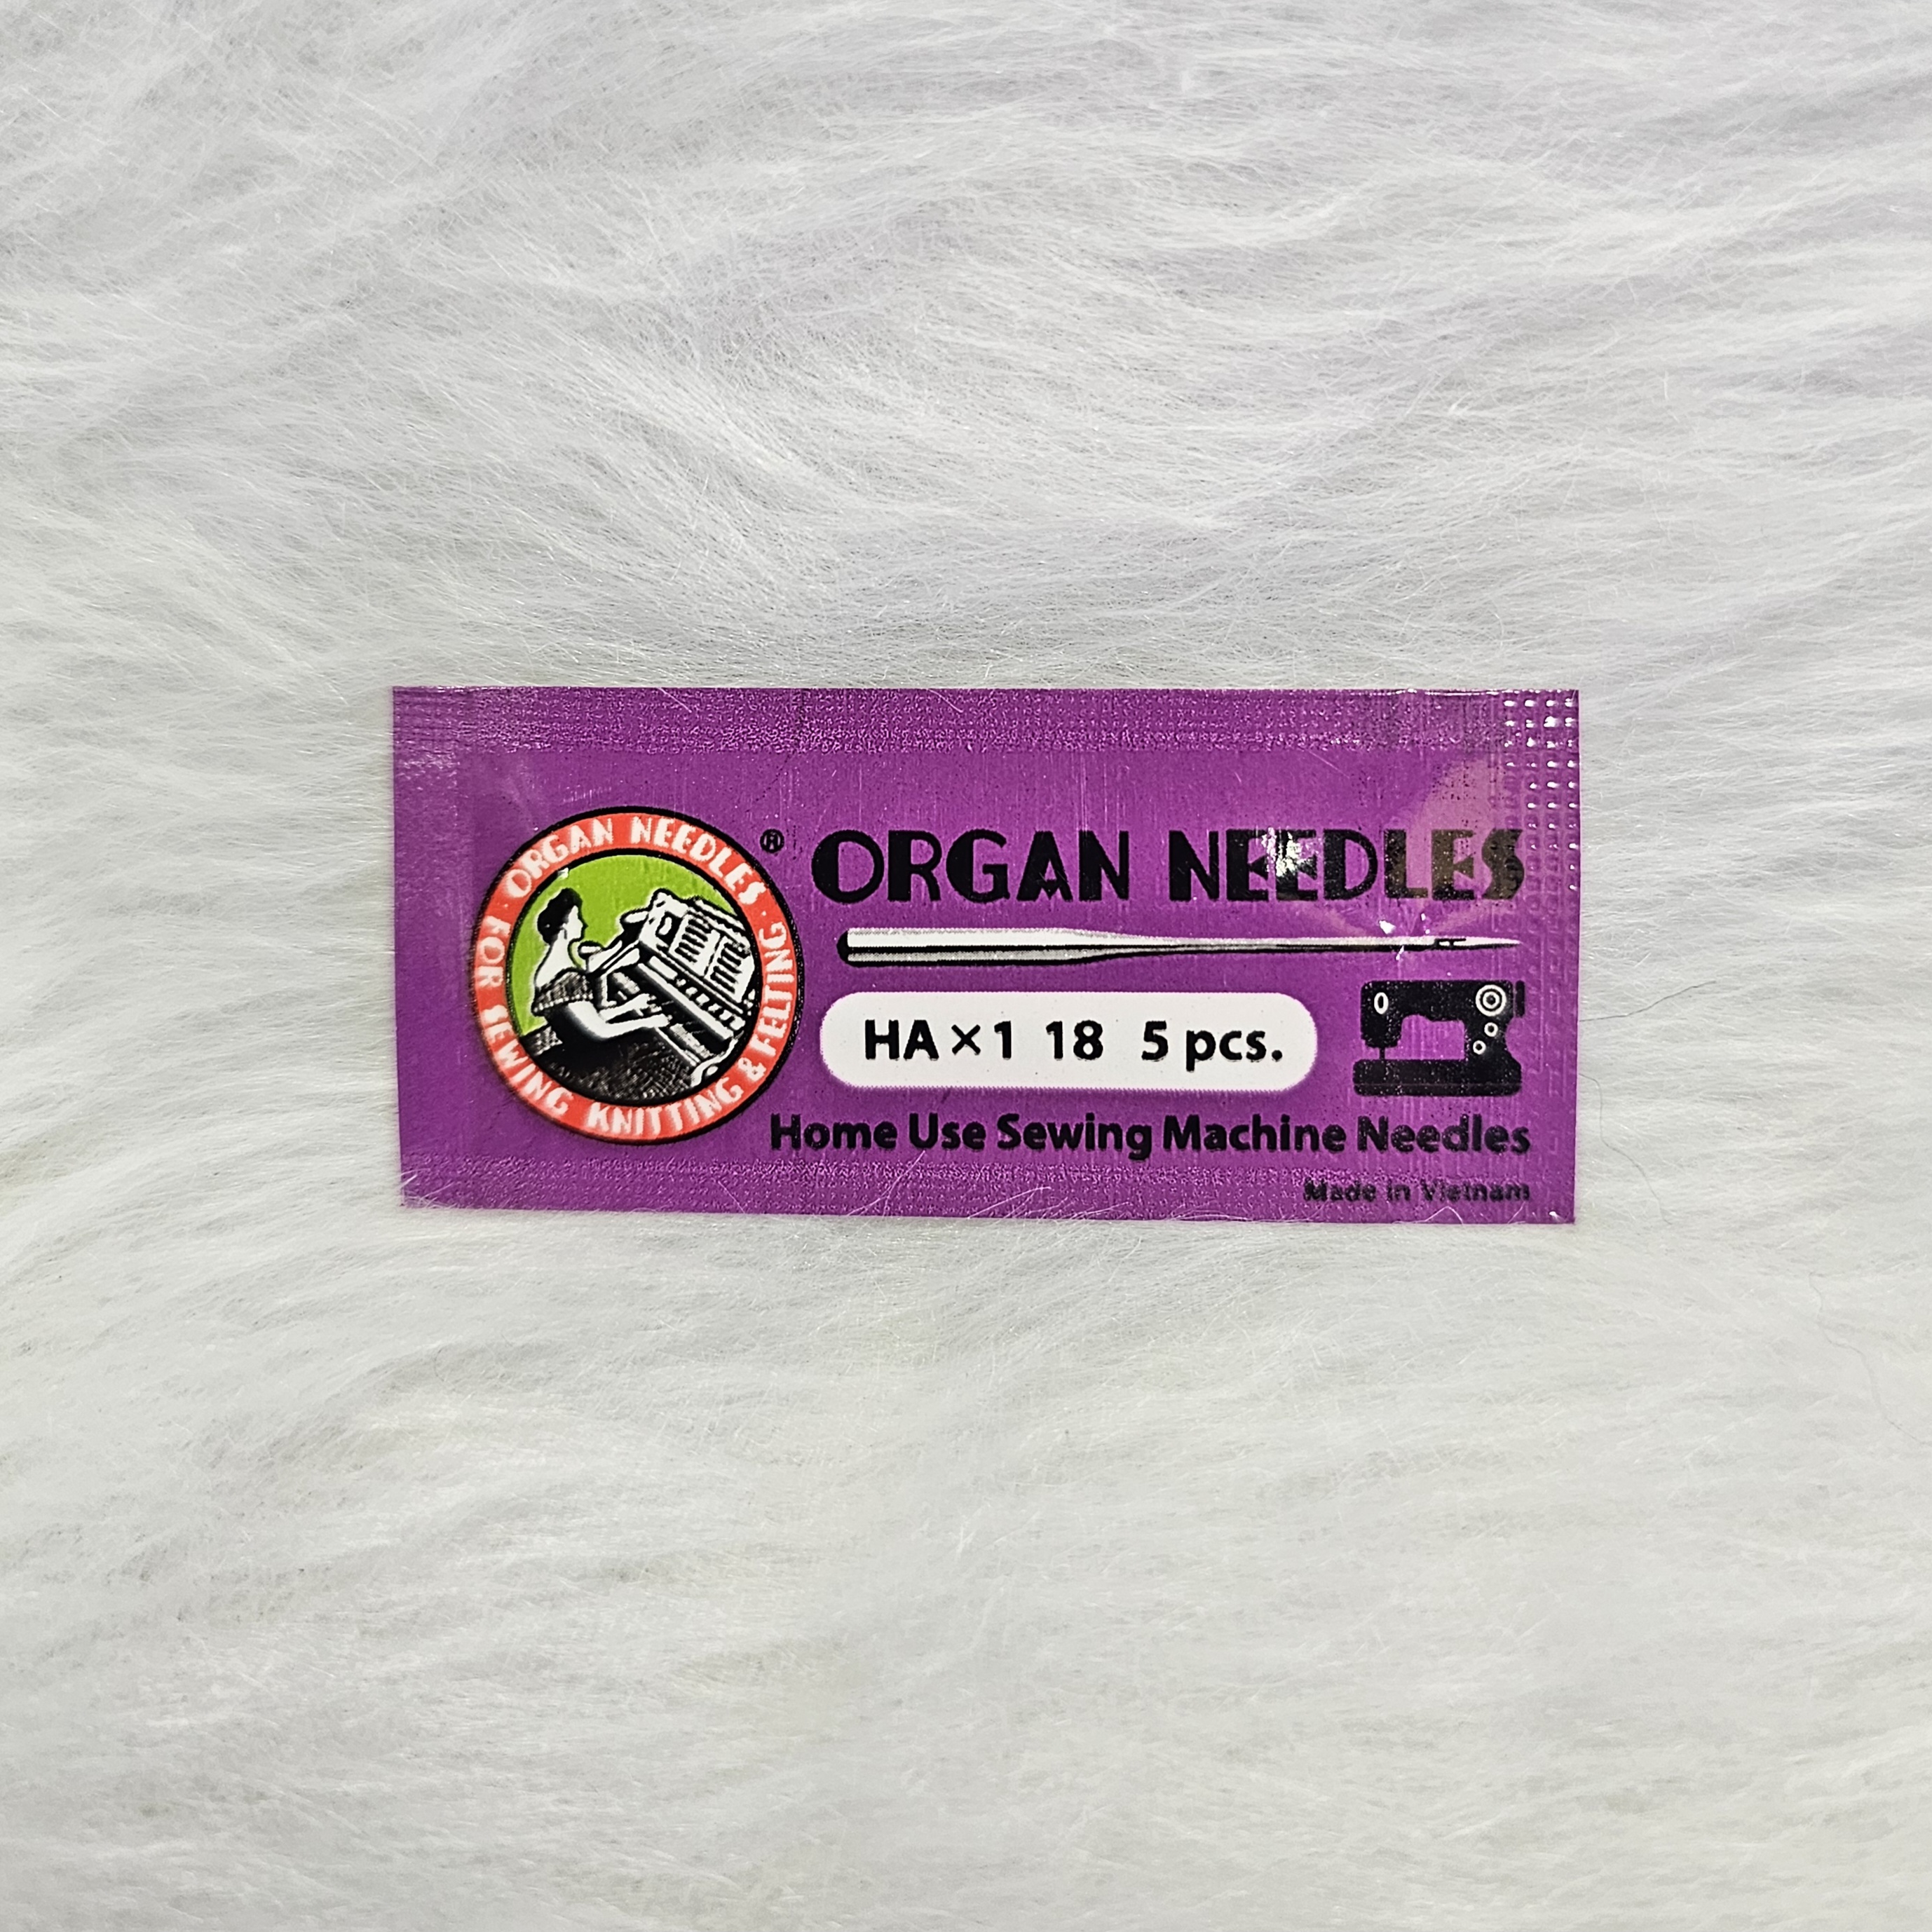 ORGAN NEEDLES · FOR SEWING KNITTING & FELTING ·
® ORGAN NEEDLES
HA×1 18 5 pcs.
Home Use Sewing Machine Needles
Made in Vietnam